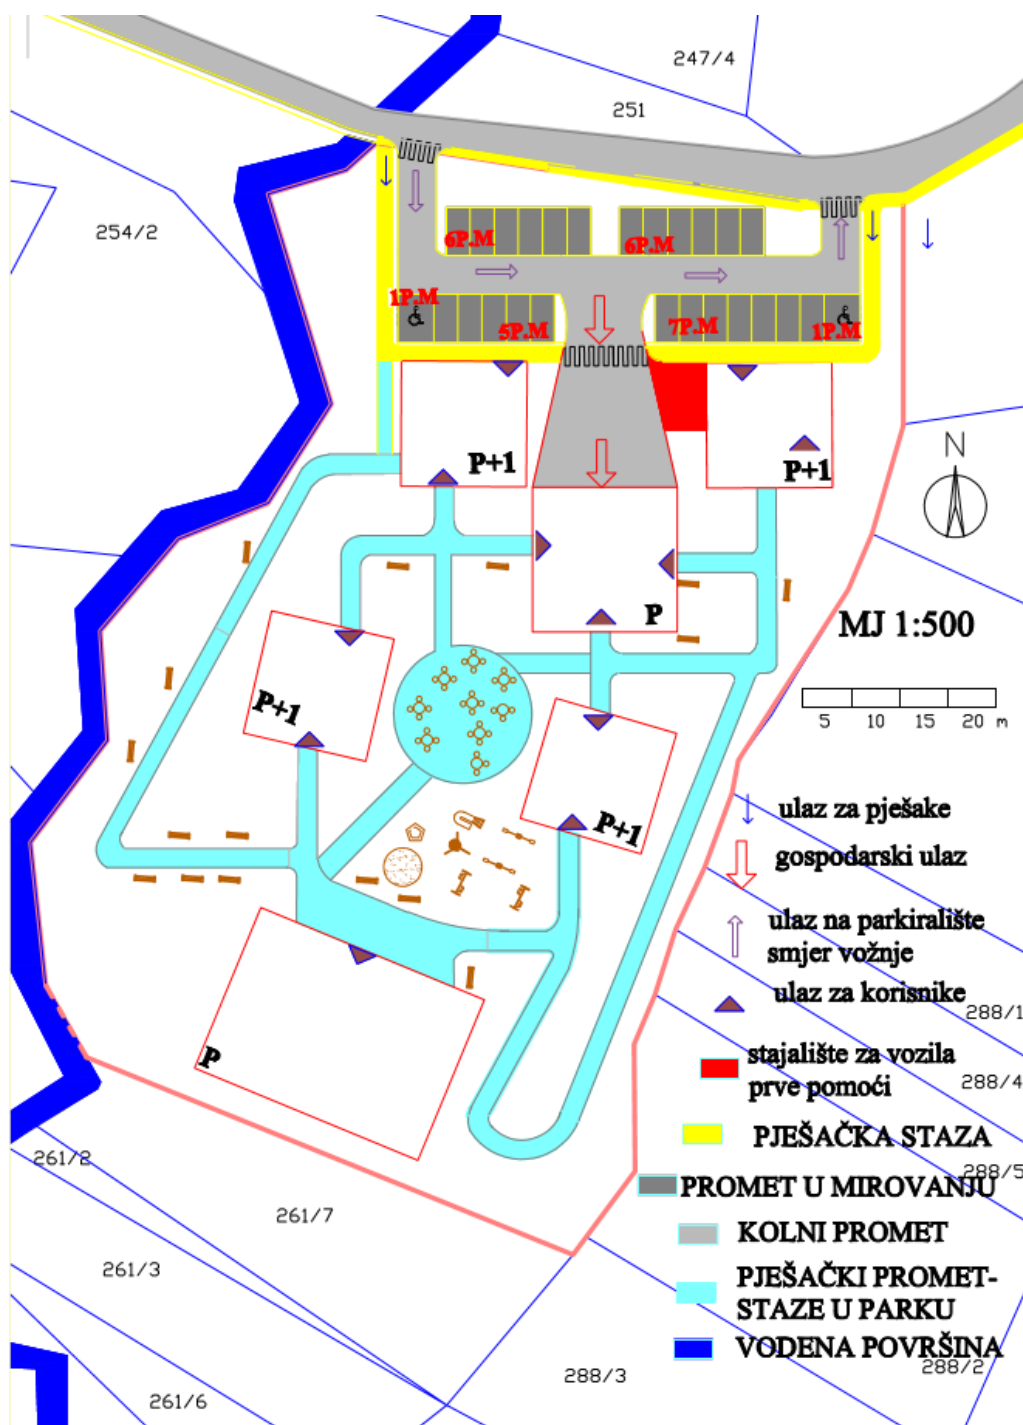 247/4
251
254/2
6P.M
6P.M
1P.M
5P.M
7P.M
1P.M
P+1
P+1
N
P
MJ 1:500
P+1
5 10 15 20 m
P+1
ulaz za pješake
gospodarski ulaz
ulaz na parkiralište
smjer vožnje
ulaz za korisnike
288/1
P
stajalište za vozila
prve pomoći
288/4
PJEŠAČKA STAZA
261/2
288/5
PROMET U MIROVANJU
261/7
KOLNI PROMET
261/3
PJEŠAČKI PROMET-
STAZE U PARKU
VODENA POVRŠINA
288/2
288/3
261/6